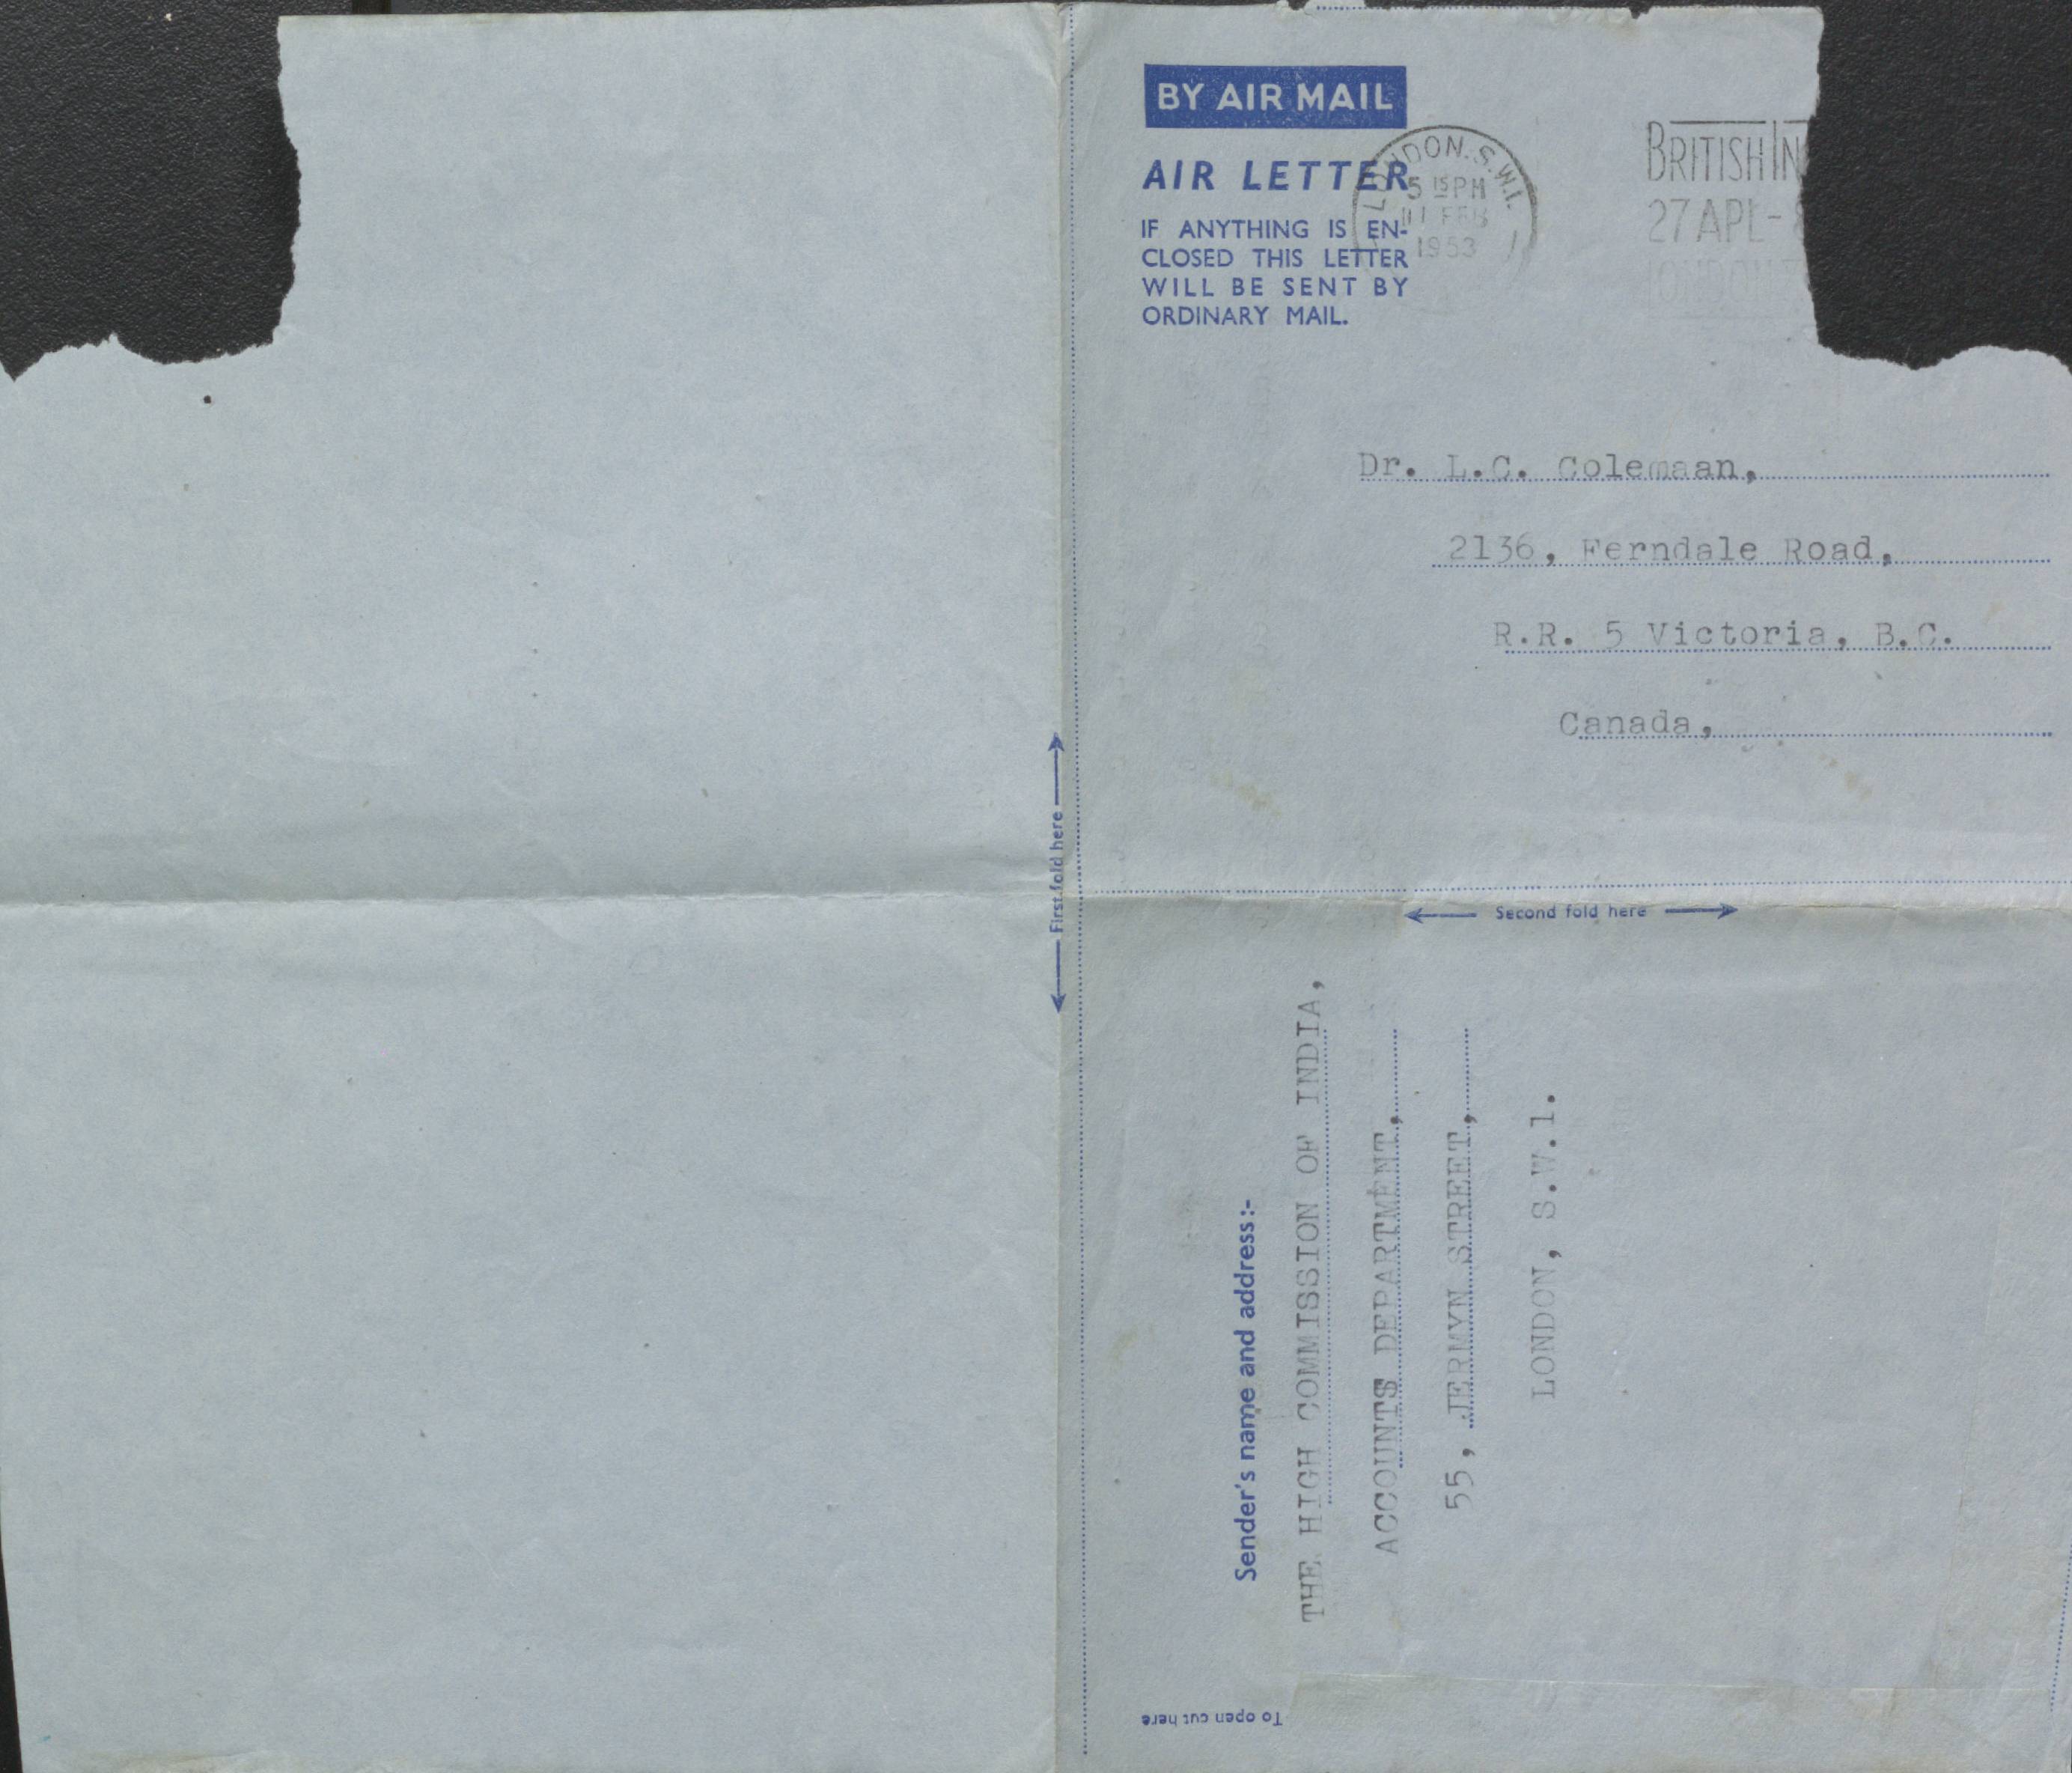 BY AIR MAIL
AIR LETTER
IF ANYTHING IS EN-
CLOSED THIS LETTER
WILL BE SENT BY
ORDINARY MAIL.
LONDON. S.W.1.
5 15PM
FEB
1953
BRITISH IN
27 APL-
Dr. L.C. Colemaan,
2136, Ferndale Road,
R.R. 5 Victoria, B.C.
Canada,
First fold here
Second fold here
Sender's name and address:-
THE HIGH COMMISSION OF INDIA,
ACCOUNTS DEPARTMENT,
55, JERMYN STREET,
LONDON, S.W.1.
To open cut here